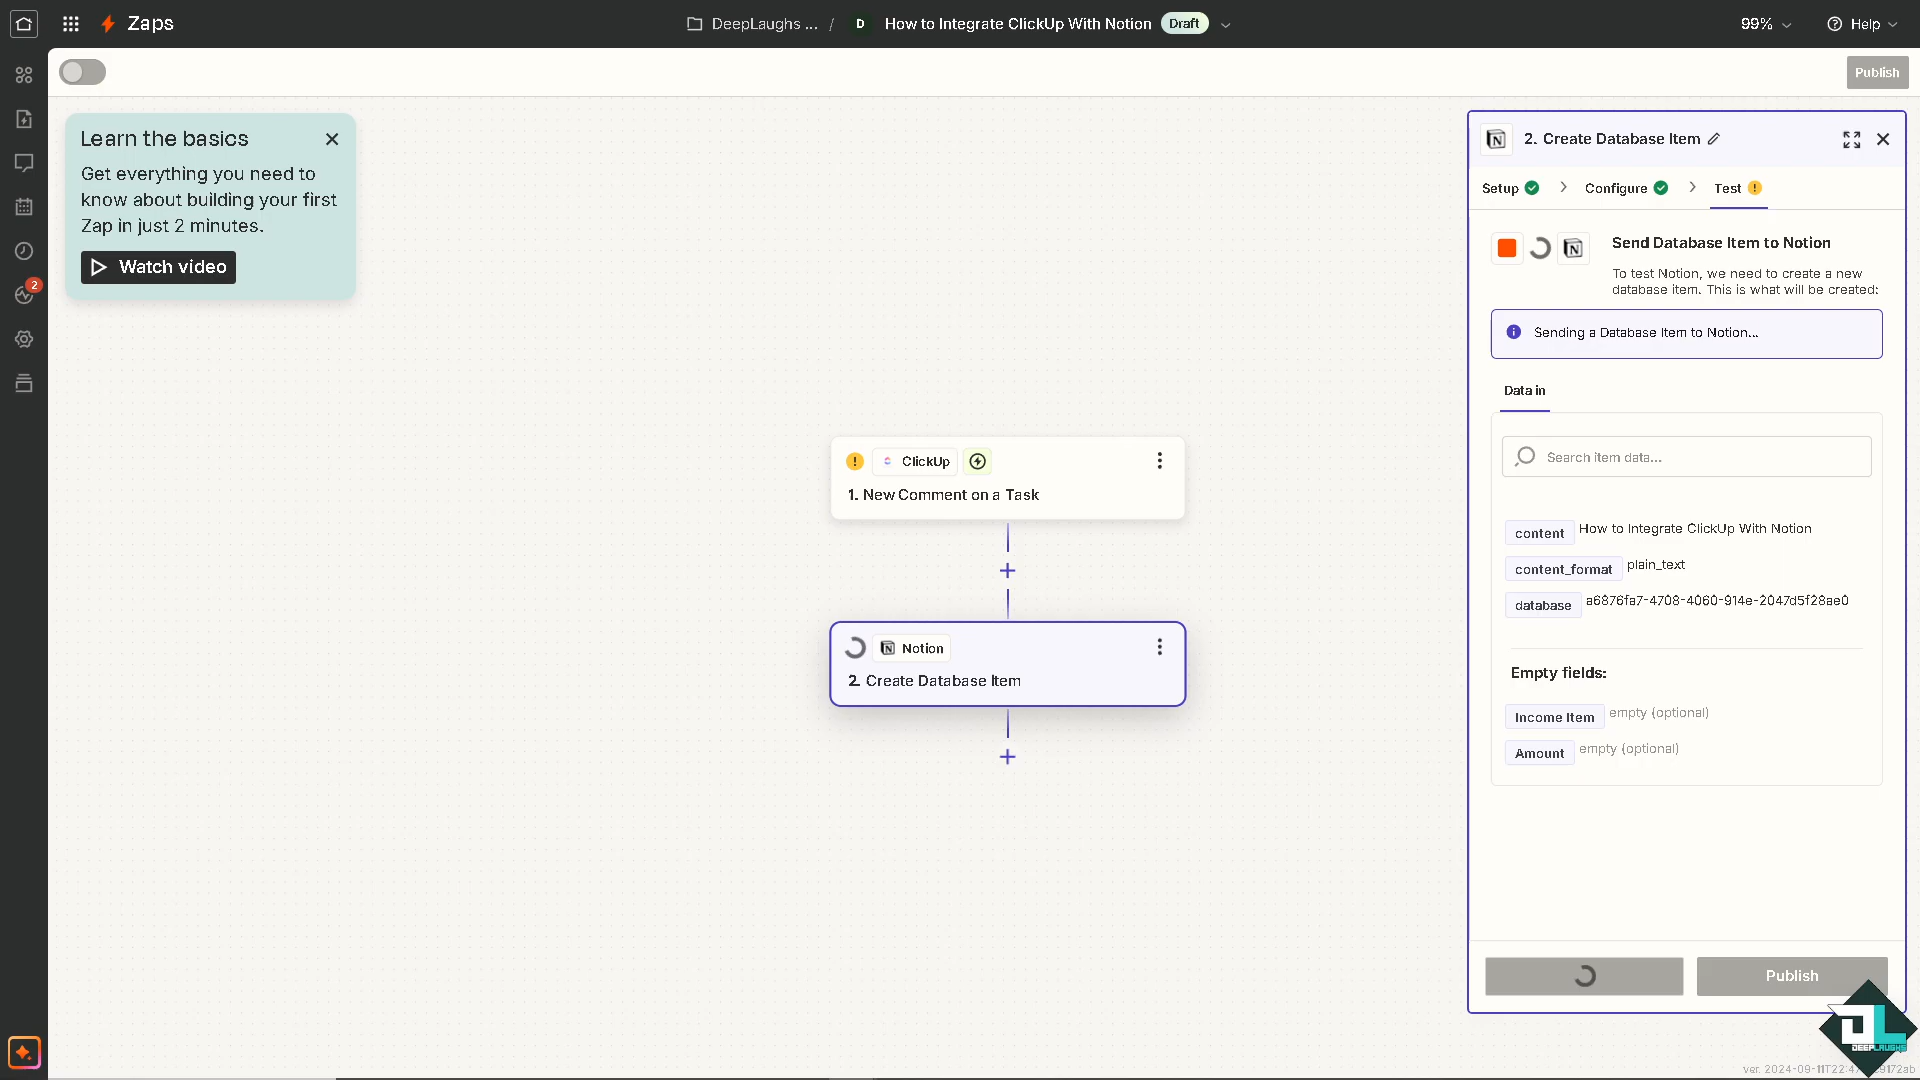 Zaps
DeepLaughs ... / D How to Integrate ClickUp With Notion Draft
99%
Help
Publish
Learn the basics
Get everything you need to
know about building your first
Zap in just 2 minutes.
Watch video
2
ClickUp
1. New Comment on a Task
Notion
2. Create Database Item
2. Create Database Item
Setup
Configure
Test
Send Database Item to Notion
To test Notion, we need to create a new
database item. This is what will be created:
Sending a Database Item to Notion...
Data in
Search item data...
content How to Integrate ClickUp With Notion
content_format plain_text
database a6876fa7-4708-4060-914e-2047d5f28ae0
Empty fields:
Income Item empty (optional)
Amount empty (optional)
Publish
DEEPLAUGHS